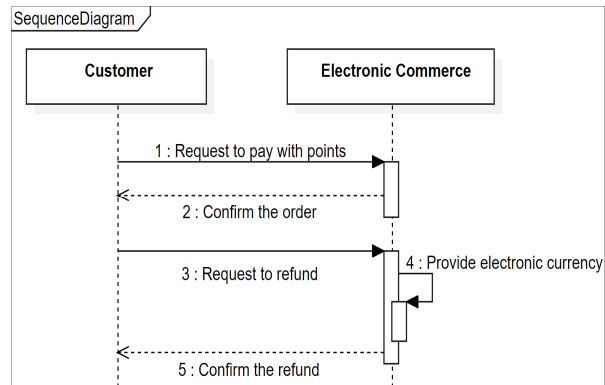 SequenceDiagram
Customer
Electronic Commerce
1 : Request to pay with points
2 : Confirm the order
3 : Request to refund
4 : Provide electronic currency
5 : Confirm the refund